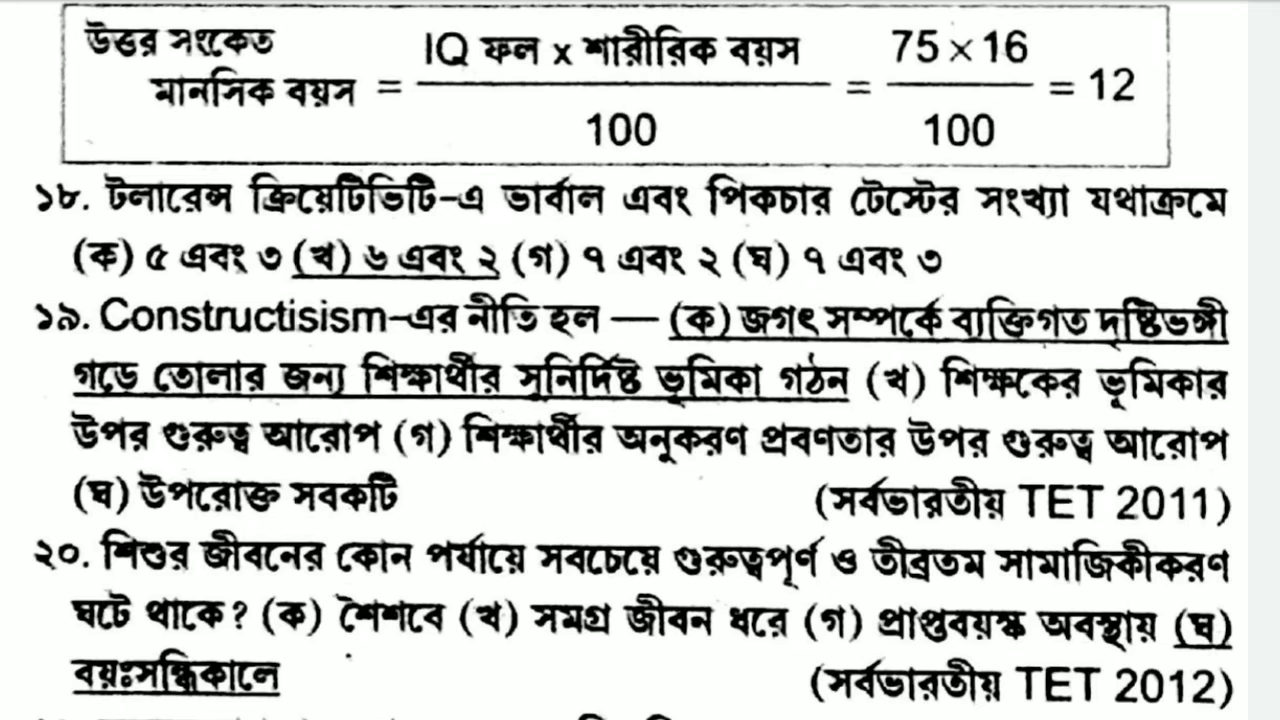 উত্তর সংকেত
মানসিক বয়স = IQ ফল x শারীরিক বয়স / 100 = 75 × 16 / 100 = 12
১৮. টলারেন্স ক্রিয়েটিভিটি-এ ভার্বাল এবং পিকচার টেস্টের সংখ্যা যথাক্রমে
(ক) ৫ এবং ৩ (খ) ৬ এবং ২ (গ) ৭ এবং ২ (ঘ) ৭ এবং ৩
১৯. Constructisism-এর নীতি হল — (ক) জগৎ সম্পর্কে ব্যক্তিগত দৃষ্টিভঙ্গী
গড়ে তোলার জন্য শিক্ষার্থীর সুনির্দিষ্ট ভূমিকা গঠন (খ) শিক্ষকের ভূমিকার
উপর গুরুত্ব আরোপ (গ) শিক্ষার্থীর অনুকরণ প্রবণতার উপর গুরুত্ব আরোপ
(ঘ) উপরোক্ত সবকটি (সর্বভারতীয় TET 2011)
২০. শিশুর জীবনের কোন পর্যায়ে সবচেয়ে গুরুত্বপূর্ণ ও তীব্রতম সামাজিকীকরণ
ঘটে থাকে? (ক) শৈশবে (খ) সমগ্র জীবন ধরে (গ) প্রাপ্তবয়স্ক অবস্থায় (ঘ)
বয়ঃসন্ধিকালে (সর্বভারতীয় TET 2012)